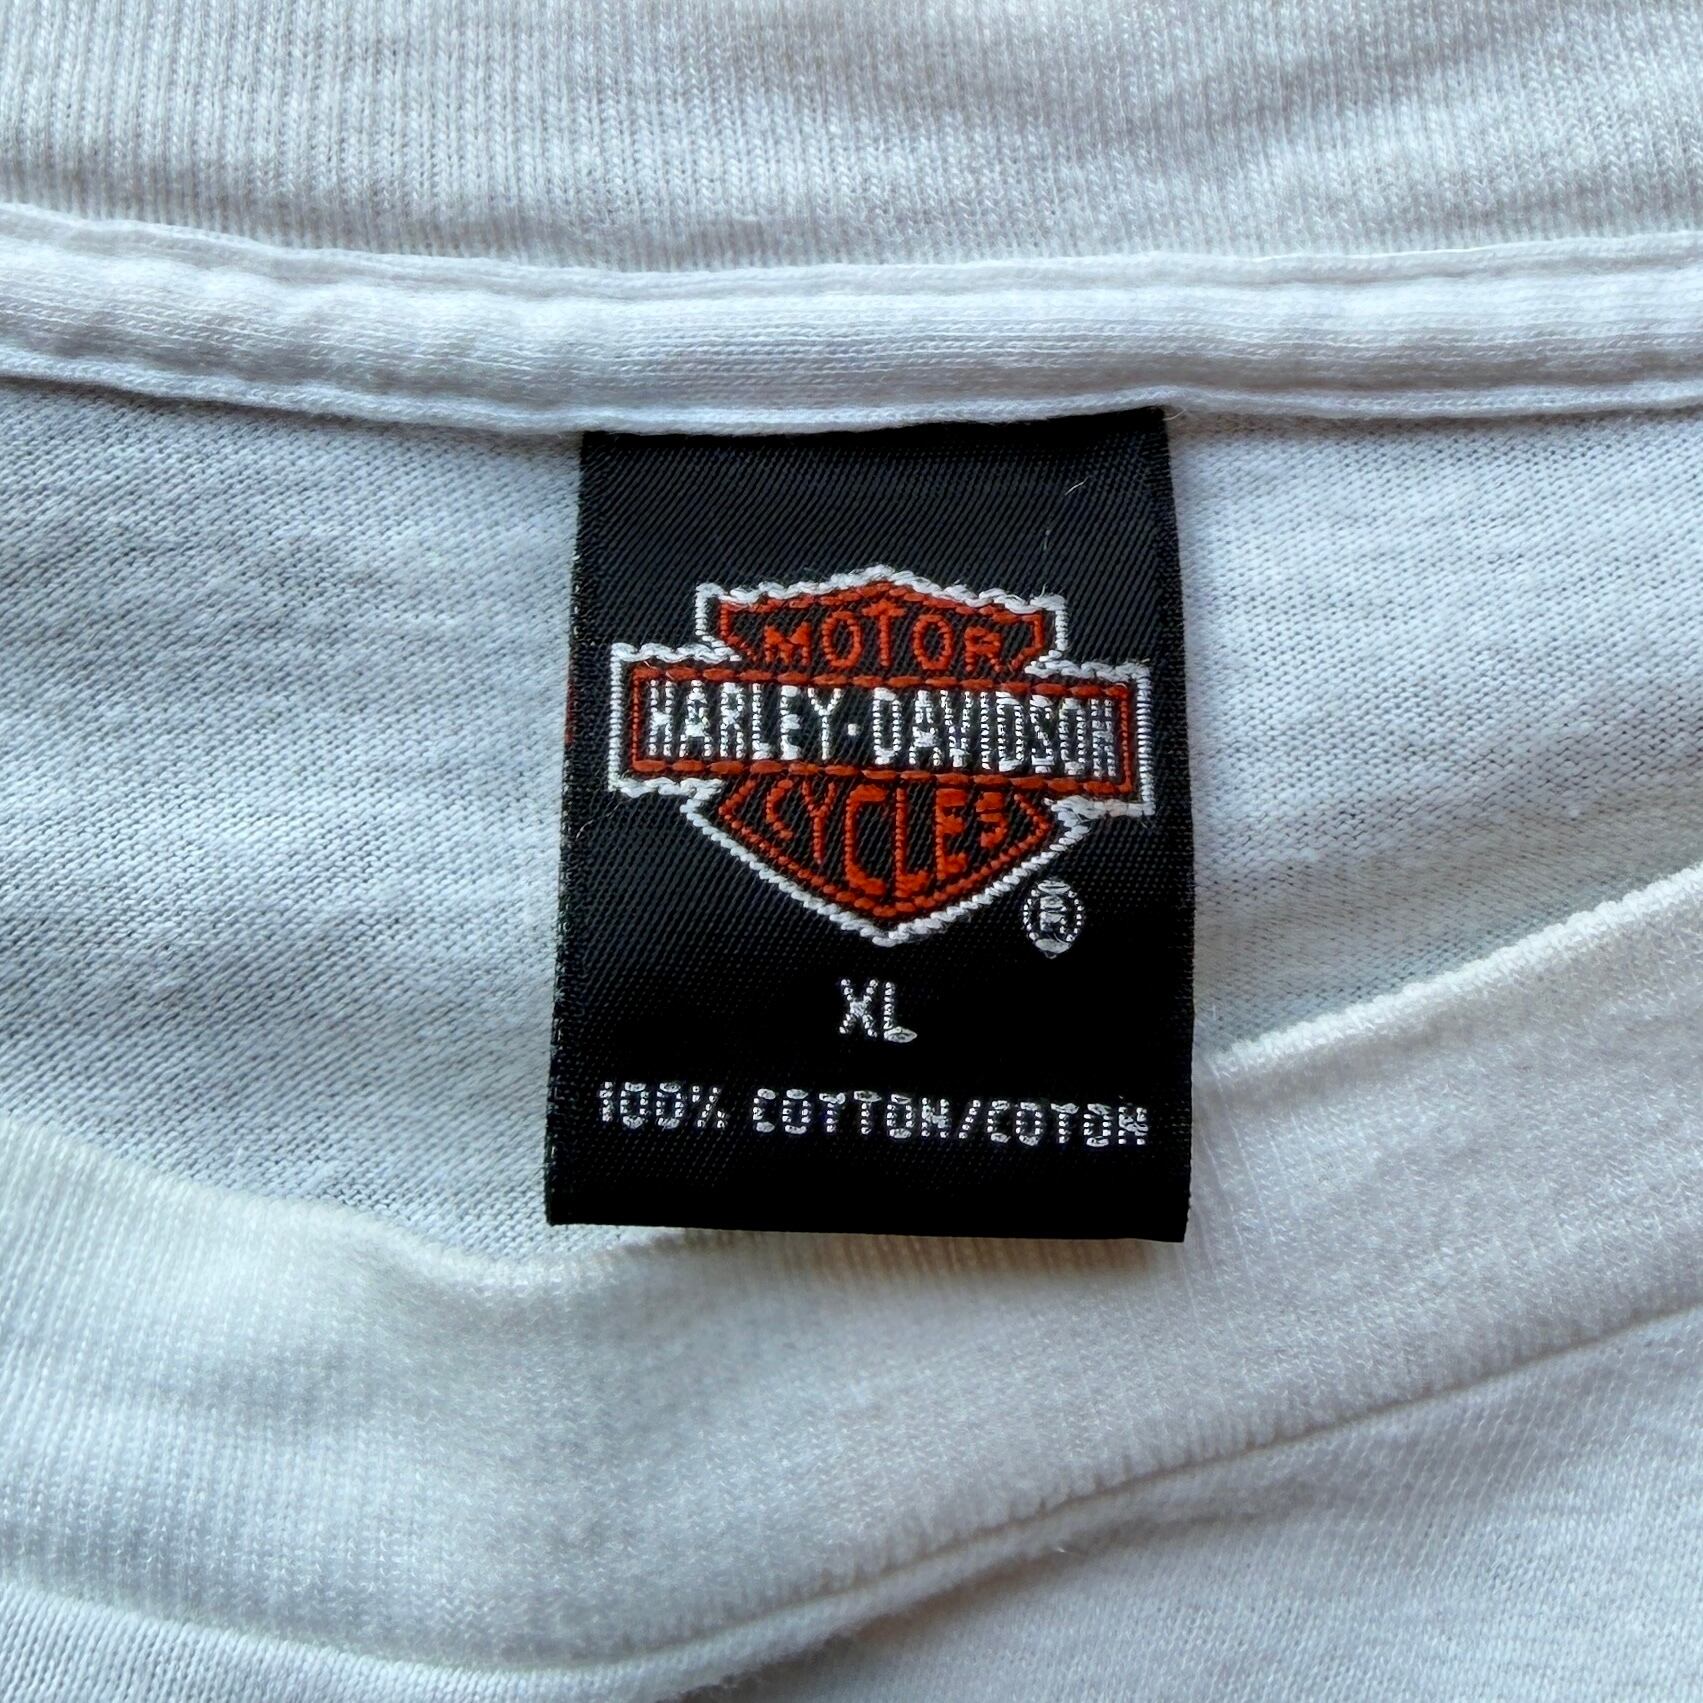 MOTOR
HARLEY-DAVIDSON
CYCLES
®
XL
100% COTTON/COTON